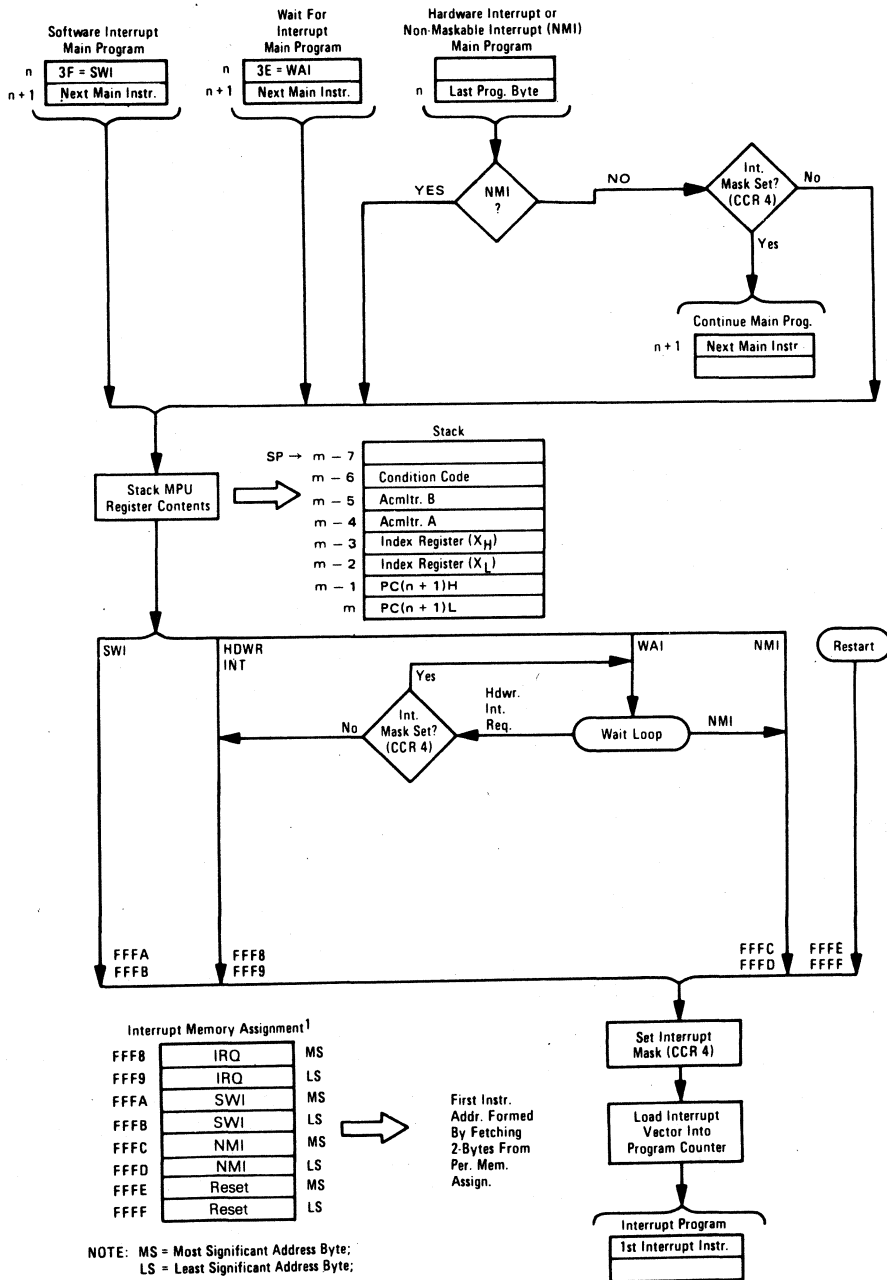 Software Interrupt
Main Program
n 3F = SWI
n + 1 Next Main Instr.
Wait For
Interrupt
Main Program
n 3E = WAI
n + 1 Next Main Instr.
Hardware Interrupt or
Non-Maskable Interrupt (NMI)
Main Program
n Last Prog. Byte
YES
NMI
?
NO
Int.
Mask Set?
(CCR 4)
No
Yes
Continue Main Prog.
n + 1 Next Main Instr
Stack MPU
Register Contents
Stack
SP → m – 7
m – 6 Condition Code
m – 5 Acmltr. B
m – 4 Acmltr. A
m – 3 Index Register (XH)
m – 2 Index Register (XL)
m – 1 PC(n + 1)H
m PC(n + 1)L
SWI
HDWR
INT
WAI
NMI
Restart
Yes
Int.
Mask Set?
(CCR 4)
No
Hdwr.
Int.
Req.
Wait Loop
NMI
FFFA
FFFB
FFF8
FFF9
FFFC
FFFD
FFFE
FFFF
Interrupt Memory Assignment1
FFF8 IRQ MS
FFF9 IRQ LS
FFFA SWI MS
FFFB SWI LS
FFFC NMI MS
FFFD NMI LS
FFFE Reset MS
FFFF Reset LS
First Instr.
Addr. Formed
By Fetching
2-Bytes From
Per. Mem.
Assign.
Set Interrupt
Mask (CCR 4)
Load Interrupt
Vector Into
Program Counter
Interrupt Program
1st Interrupt Instr.
NOTE: MS = Most Significant Address Byte;
LS = Least Significant Address Byte;